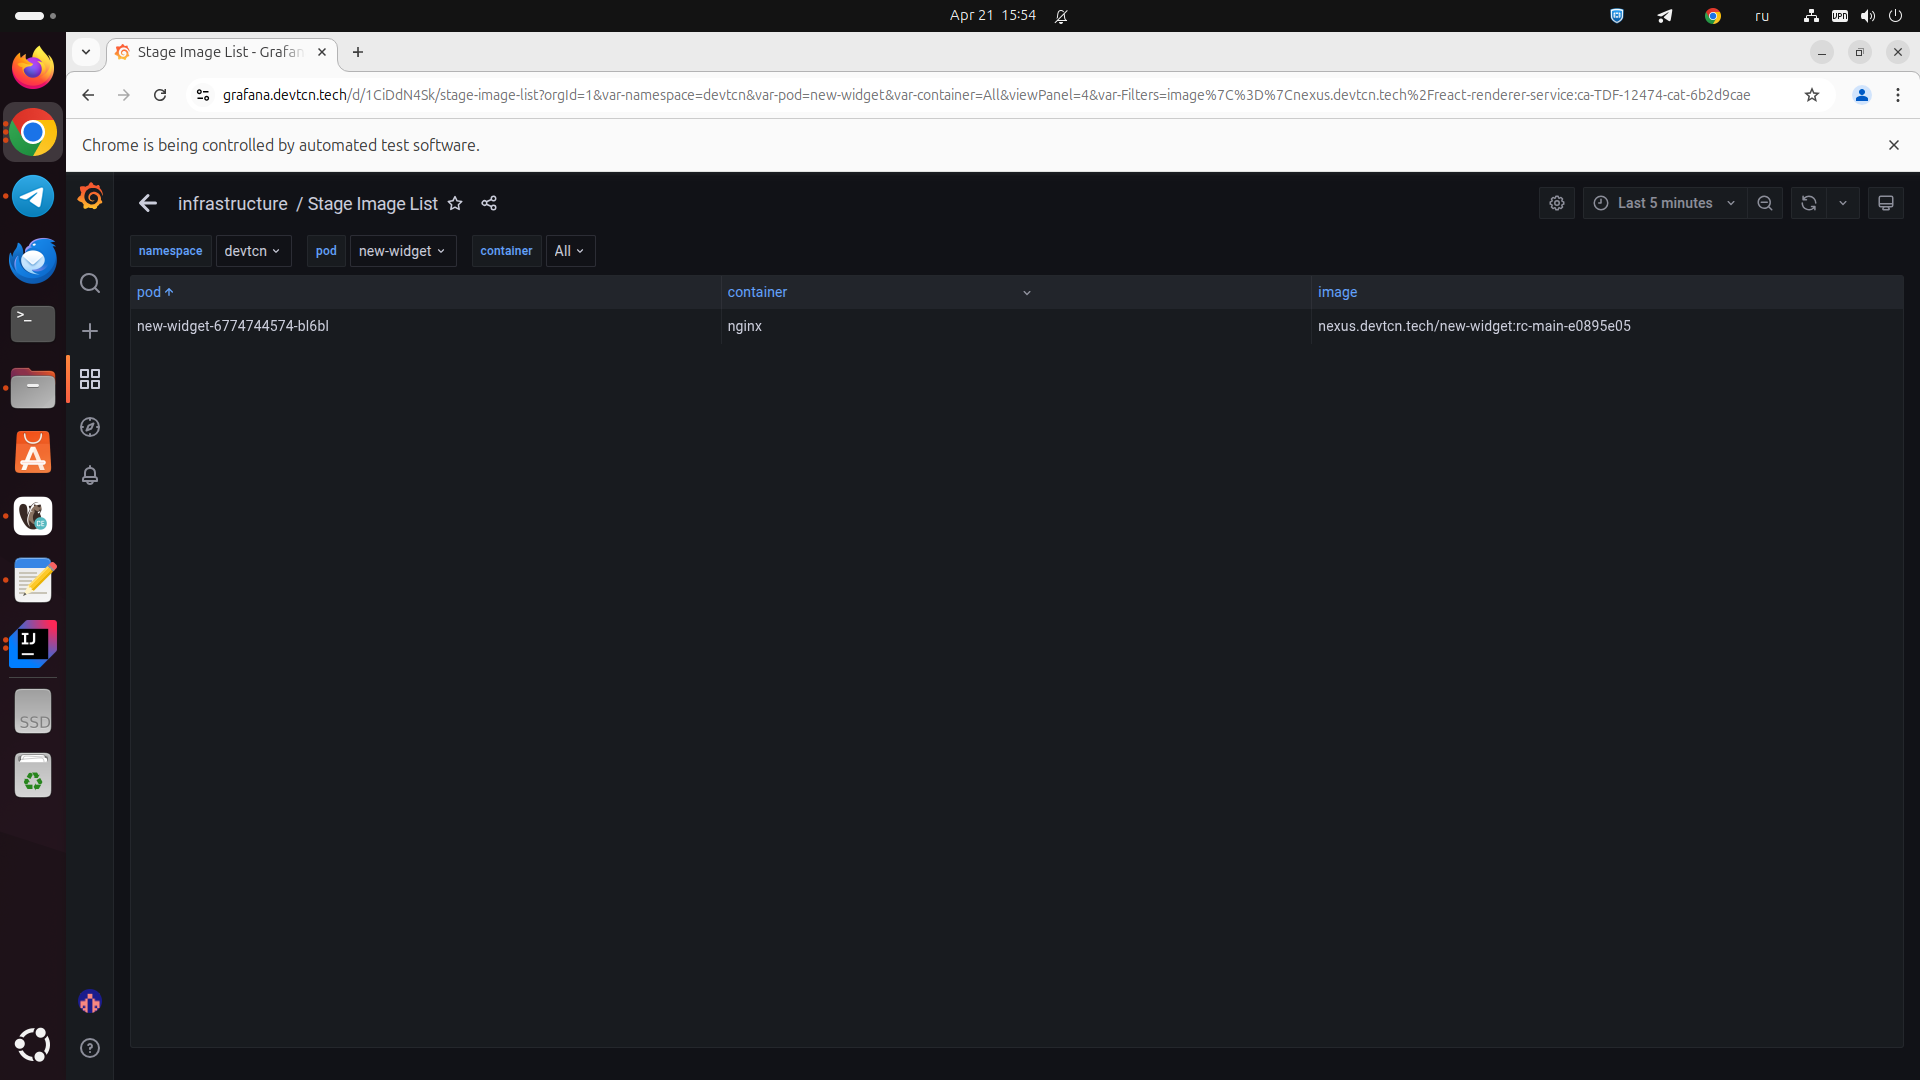 Apr 21 15:54
ru
VPN
Stage Image List - Grafan
grafana.devtcn.tech/d/1CiDdN4Sk/stage-image-list?orgId=1&var-namespace=devtcn&var-pod=new-widget&var-container=All&viewPanel=4&var-Filters=image%7C%3D%7Cnexus.devtcn.tech%2Freact-renderer-service:ca-TDF-12474-cat-6b2d9cae
Chrome is being controlled by automated test software.
infrastructure / Stage Image List
Last 5 minutes
namespace devtcn pod new-widget container All
pod container image
new-widget-6774744574-bl6bl nginx nexus.devtcn.tech/new-widget:rc-main-e0895e05
>_
A
CE
IJ
SSD